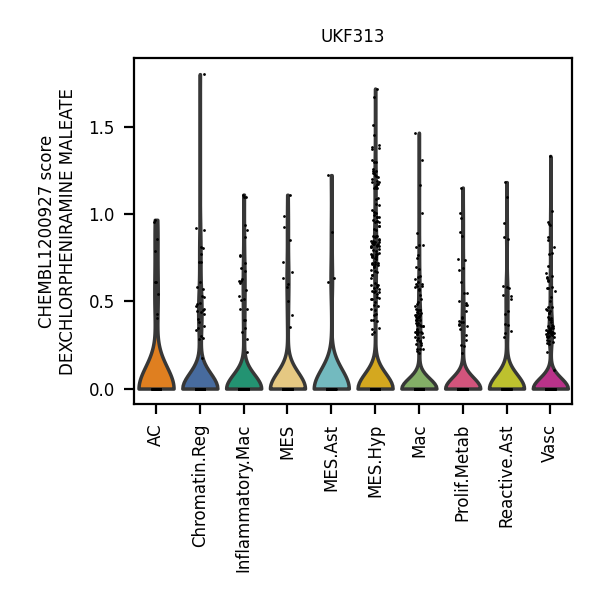 UKF313
CHEMBL1200927 score
DEXCHLORPHENIRAMINE MALEATE
1.5
1.0
0.5
0.0
AC
Chromatin.Reg
Inflammatory.Mac
MES
MES.Ast
MES.Hyp
Mac
Prolif.Metab
Reactive.Ast
Vasc